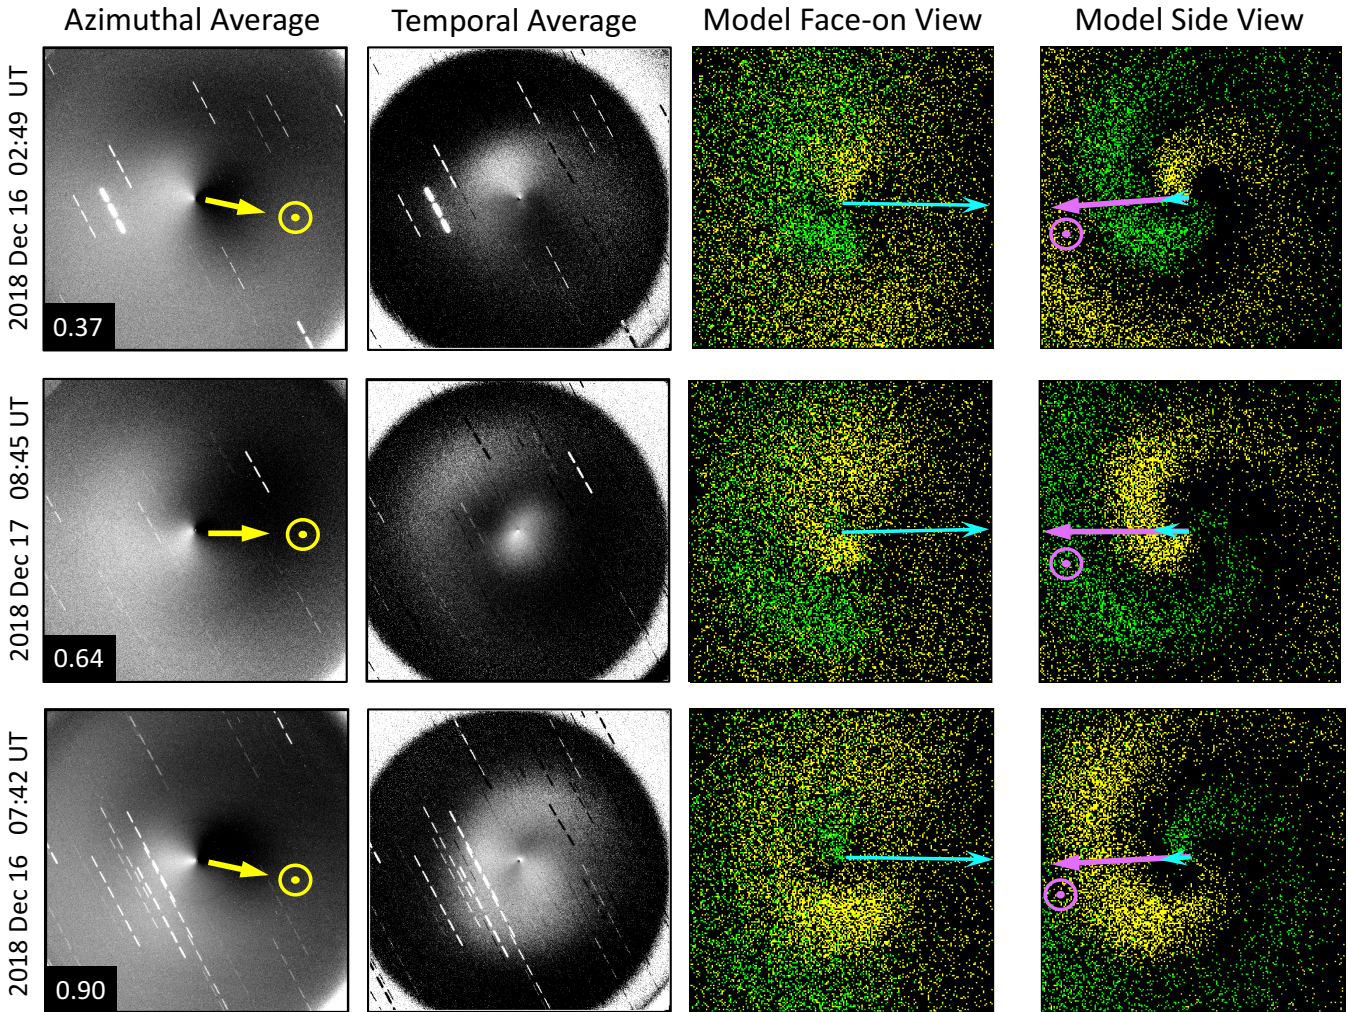 Azimuthal Average
Temporal Average
Model Face-on View
Model Side View
2018 Dec 16 02:49 UT
0.37
2018 Dec 17 08:45 UT
0.64
2018 Dec 16 07:42 UT
0.90